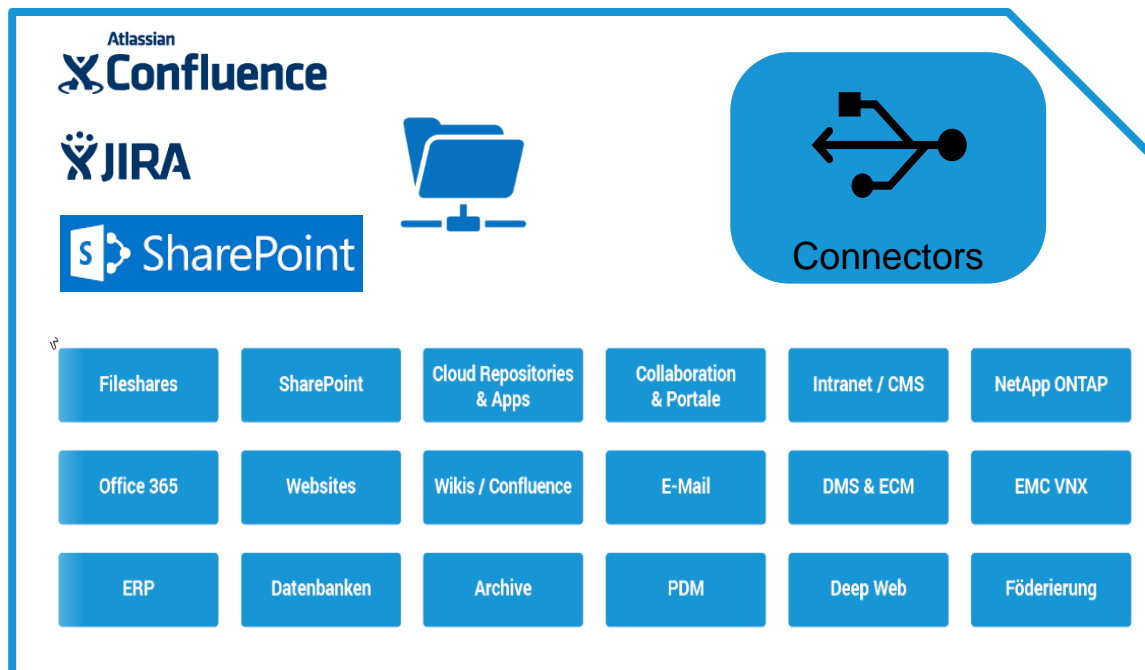 Atlassian
Confluence
JIRA
S SharePoint
Connectors
Fileshares
SharePoint
Cloud Repositories
& Apps
Collaboration
& Portale
Intranet / CMS
NetApp ONTAP
Office 365
Websites
Wikis / Confluence
E-Mail
DMS & ECM
EMC VNX
ERP
Datenbanken
Archive
PDM
Deep Web
Föderierung